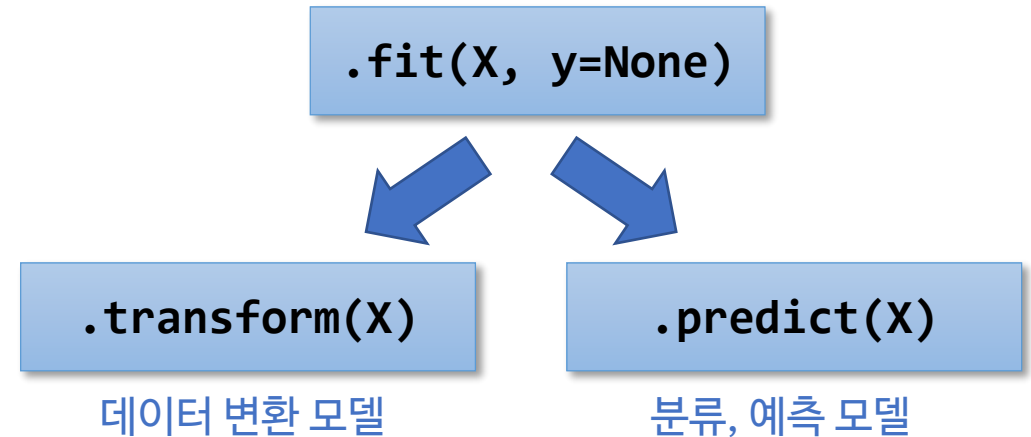 .fit(X, y=None)
.transform(X)
.predict(X)
데이터 변환 모델
분류, 예측 모델